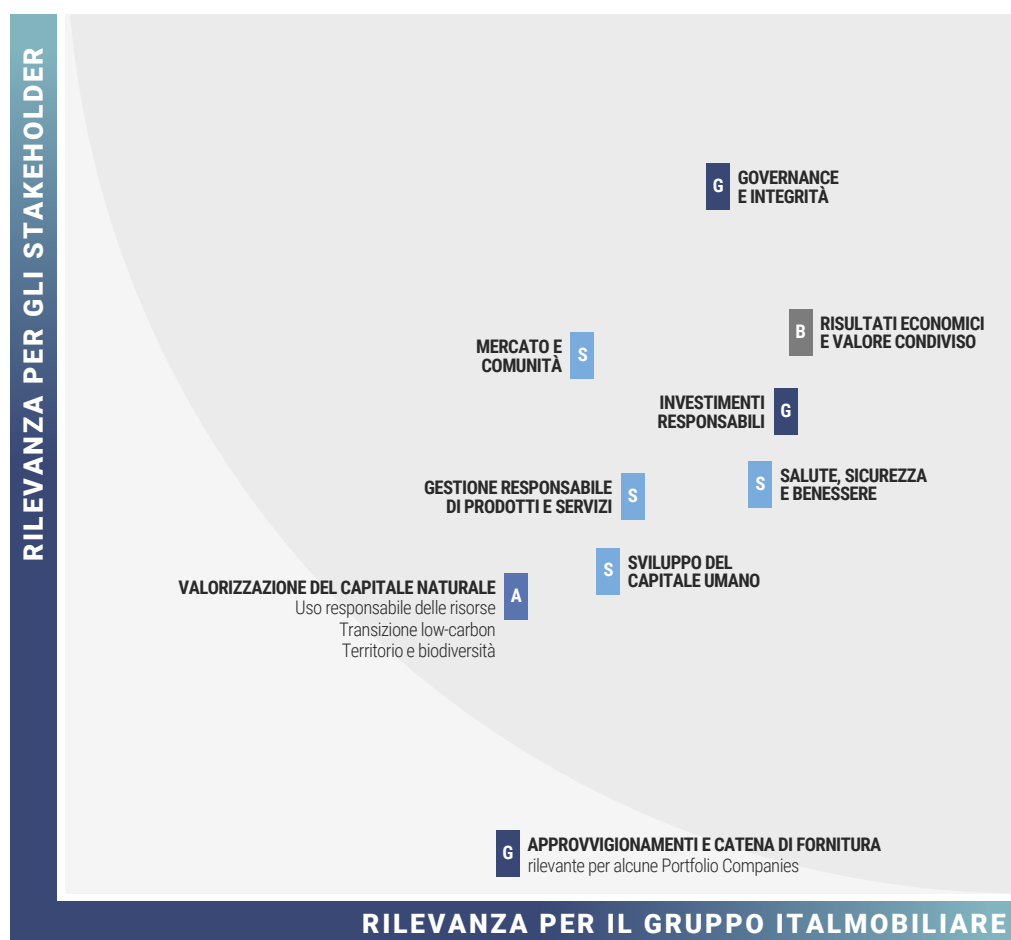 RILEVANZA PER GLI STAKEHOLDER
G
GOVERNANCE
E INTEGRITÀ
B
RISULTATI ECONOMICI
E VALORE CONDIVISO
MERCATO E
COMUNITÀ
S
INVESTIMENTI
RESPONSABILI
G
GESTIONE RESPONSABILE
DI PRODOTTI E SERVIZI
S
S
SALUTE, SICUREZZA
E BENESSERE
S
SVILUPPO DEL
CAPITALE UMANO
VALORIZZAZIONE DEL CAPITALE NATURALE
Uso responsabile delle risorse
Transizione low-carbon
Territorio e biodiversità
A
G
APPROVVIGIONAMENTI E CATENA DI FORNITURA
rilevante per alcune Portfolio Companies
RILEVANZA PER IL GRUPPO ITALMOBILIARE